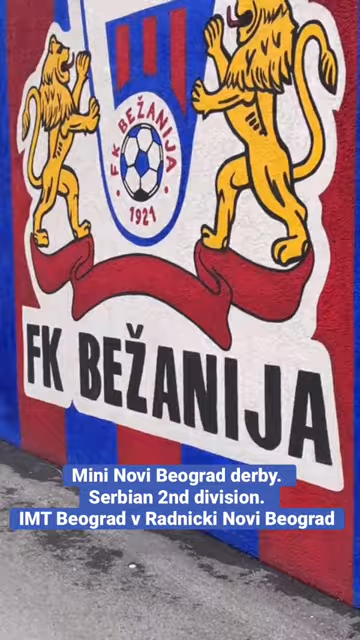 FK BEŽANIJA
1921
FK BEŽANIJA
Mini Novi Beograd derby.
Serbian 2nd division.
IMT Beograd v Radnicki Novi Beograd